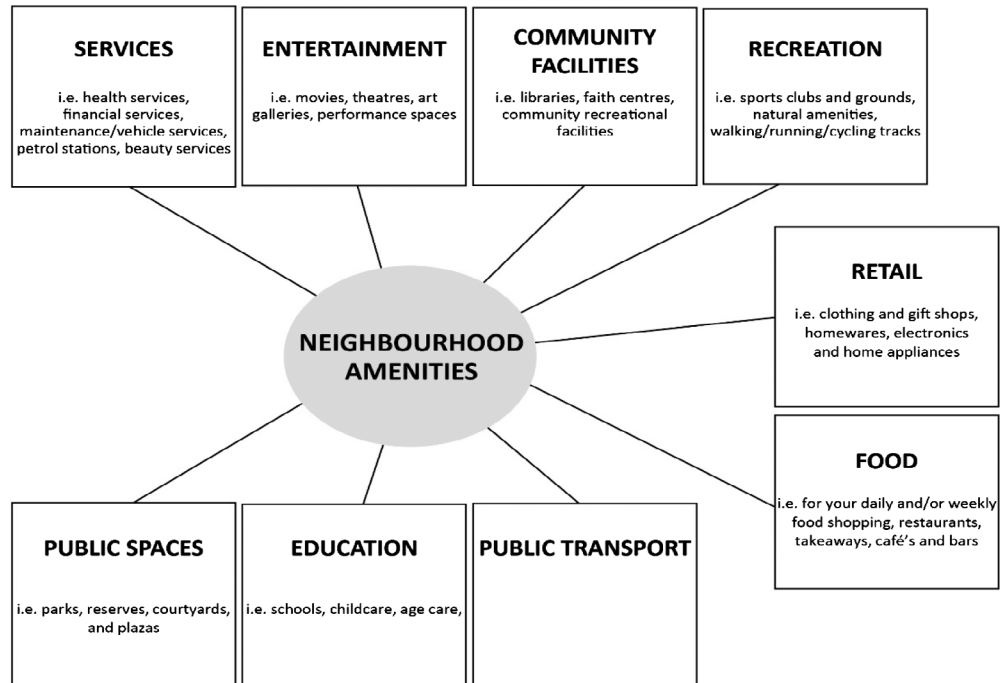 SERVICES
i.e. health services,
financial services,
maintenance/vehicle services,
petrol stations, beauty services
ENTERTAINMENT
i.e. movies, theatres, art
galleries, performance spaces
COMMUNITY
FACILITIES
i.e. libraries, faith centres,
community recreational
facilities
RECREATION
i.e. sports clubs and grounds,
natural amenities,
walking/running/cycling tracks
RETAIL
i.e. clothing and gift shops,
homewares, electronics
and home appliances
NEIGHBOURHOOD
AMENITIES
FOOD
i.e. for your daily and/or weekly
food shopping, restaurants,
takeaways, café's and bars
PUBLIC SPACES
i.e. parks, reserves, courtyards,
and plazas
EDUCATION
i.e. schools, childcare, age care,
PUBLIC TRANSPORT